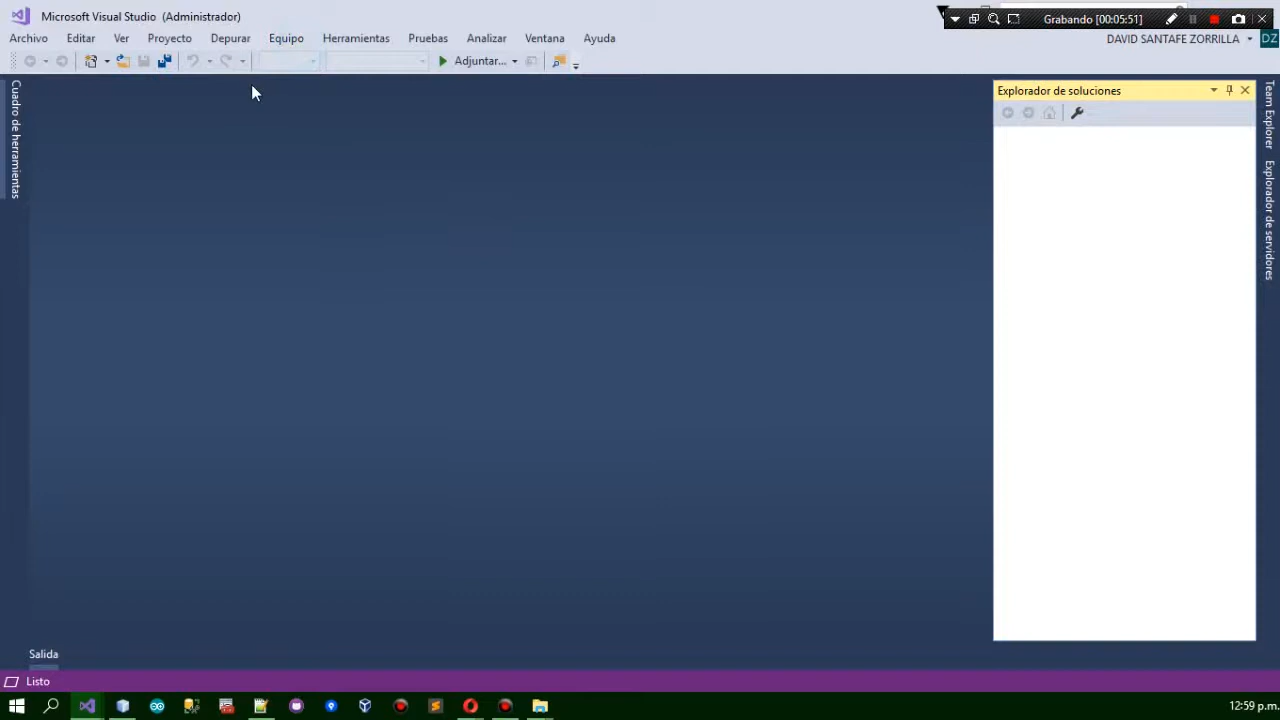 Microsoft Visual Studio (Administrador)
Grabando [00:05:51]
Archivo Editar Ver Proyecto Depurar Equipo Herramientas Pruebas Analizar Ventana Ayuda
DAVID SANTAFE ZORRILLA DZ
Adjuntar...
Cuadro de herramientas
Explorador de soluciones
Team Explorer
Explorador de servidores
Salida
Listo
12:59 p.m.